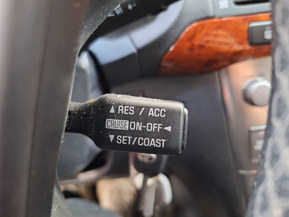 ▲ RES / ACC
CRUISE ON-OFF ◄
▼ SET/COAST